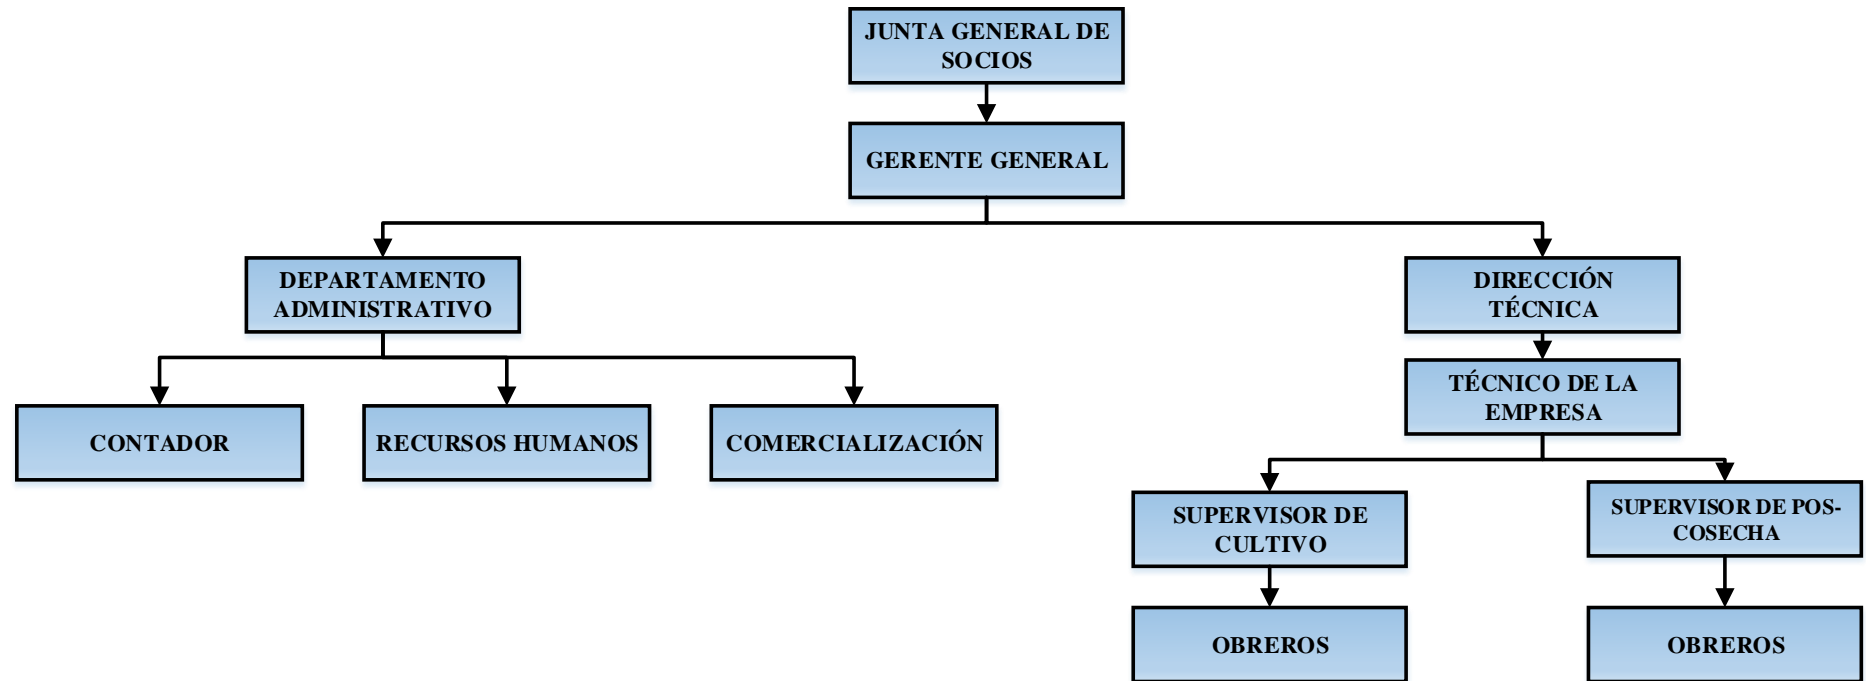 JUNTA GENERAL DE
SOCIOS
GERENTE GENERAL
DEPARTAMENTO
ADMINISTRATIVO
DIRECCIÓN
TÉCNICA
TÉCNICO DE LA
EMPRESA
CONTADOR
RECURSOS HUMANOS
COMERCIALIZACIÓN
SUPERVISOR DE
CULTIVO
SUPERVISOR DE POS-
COSECHA
OBREROS
OBREROS